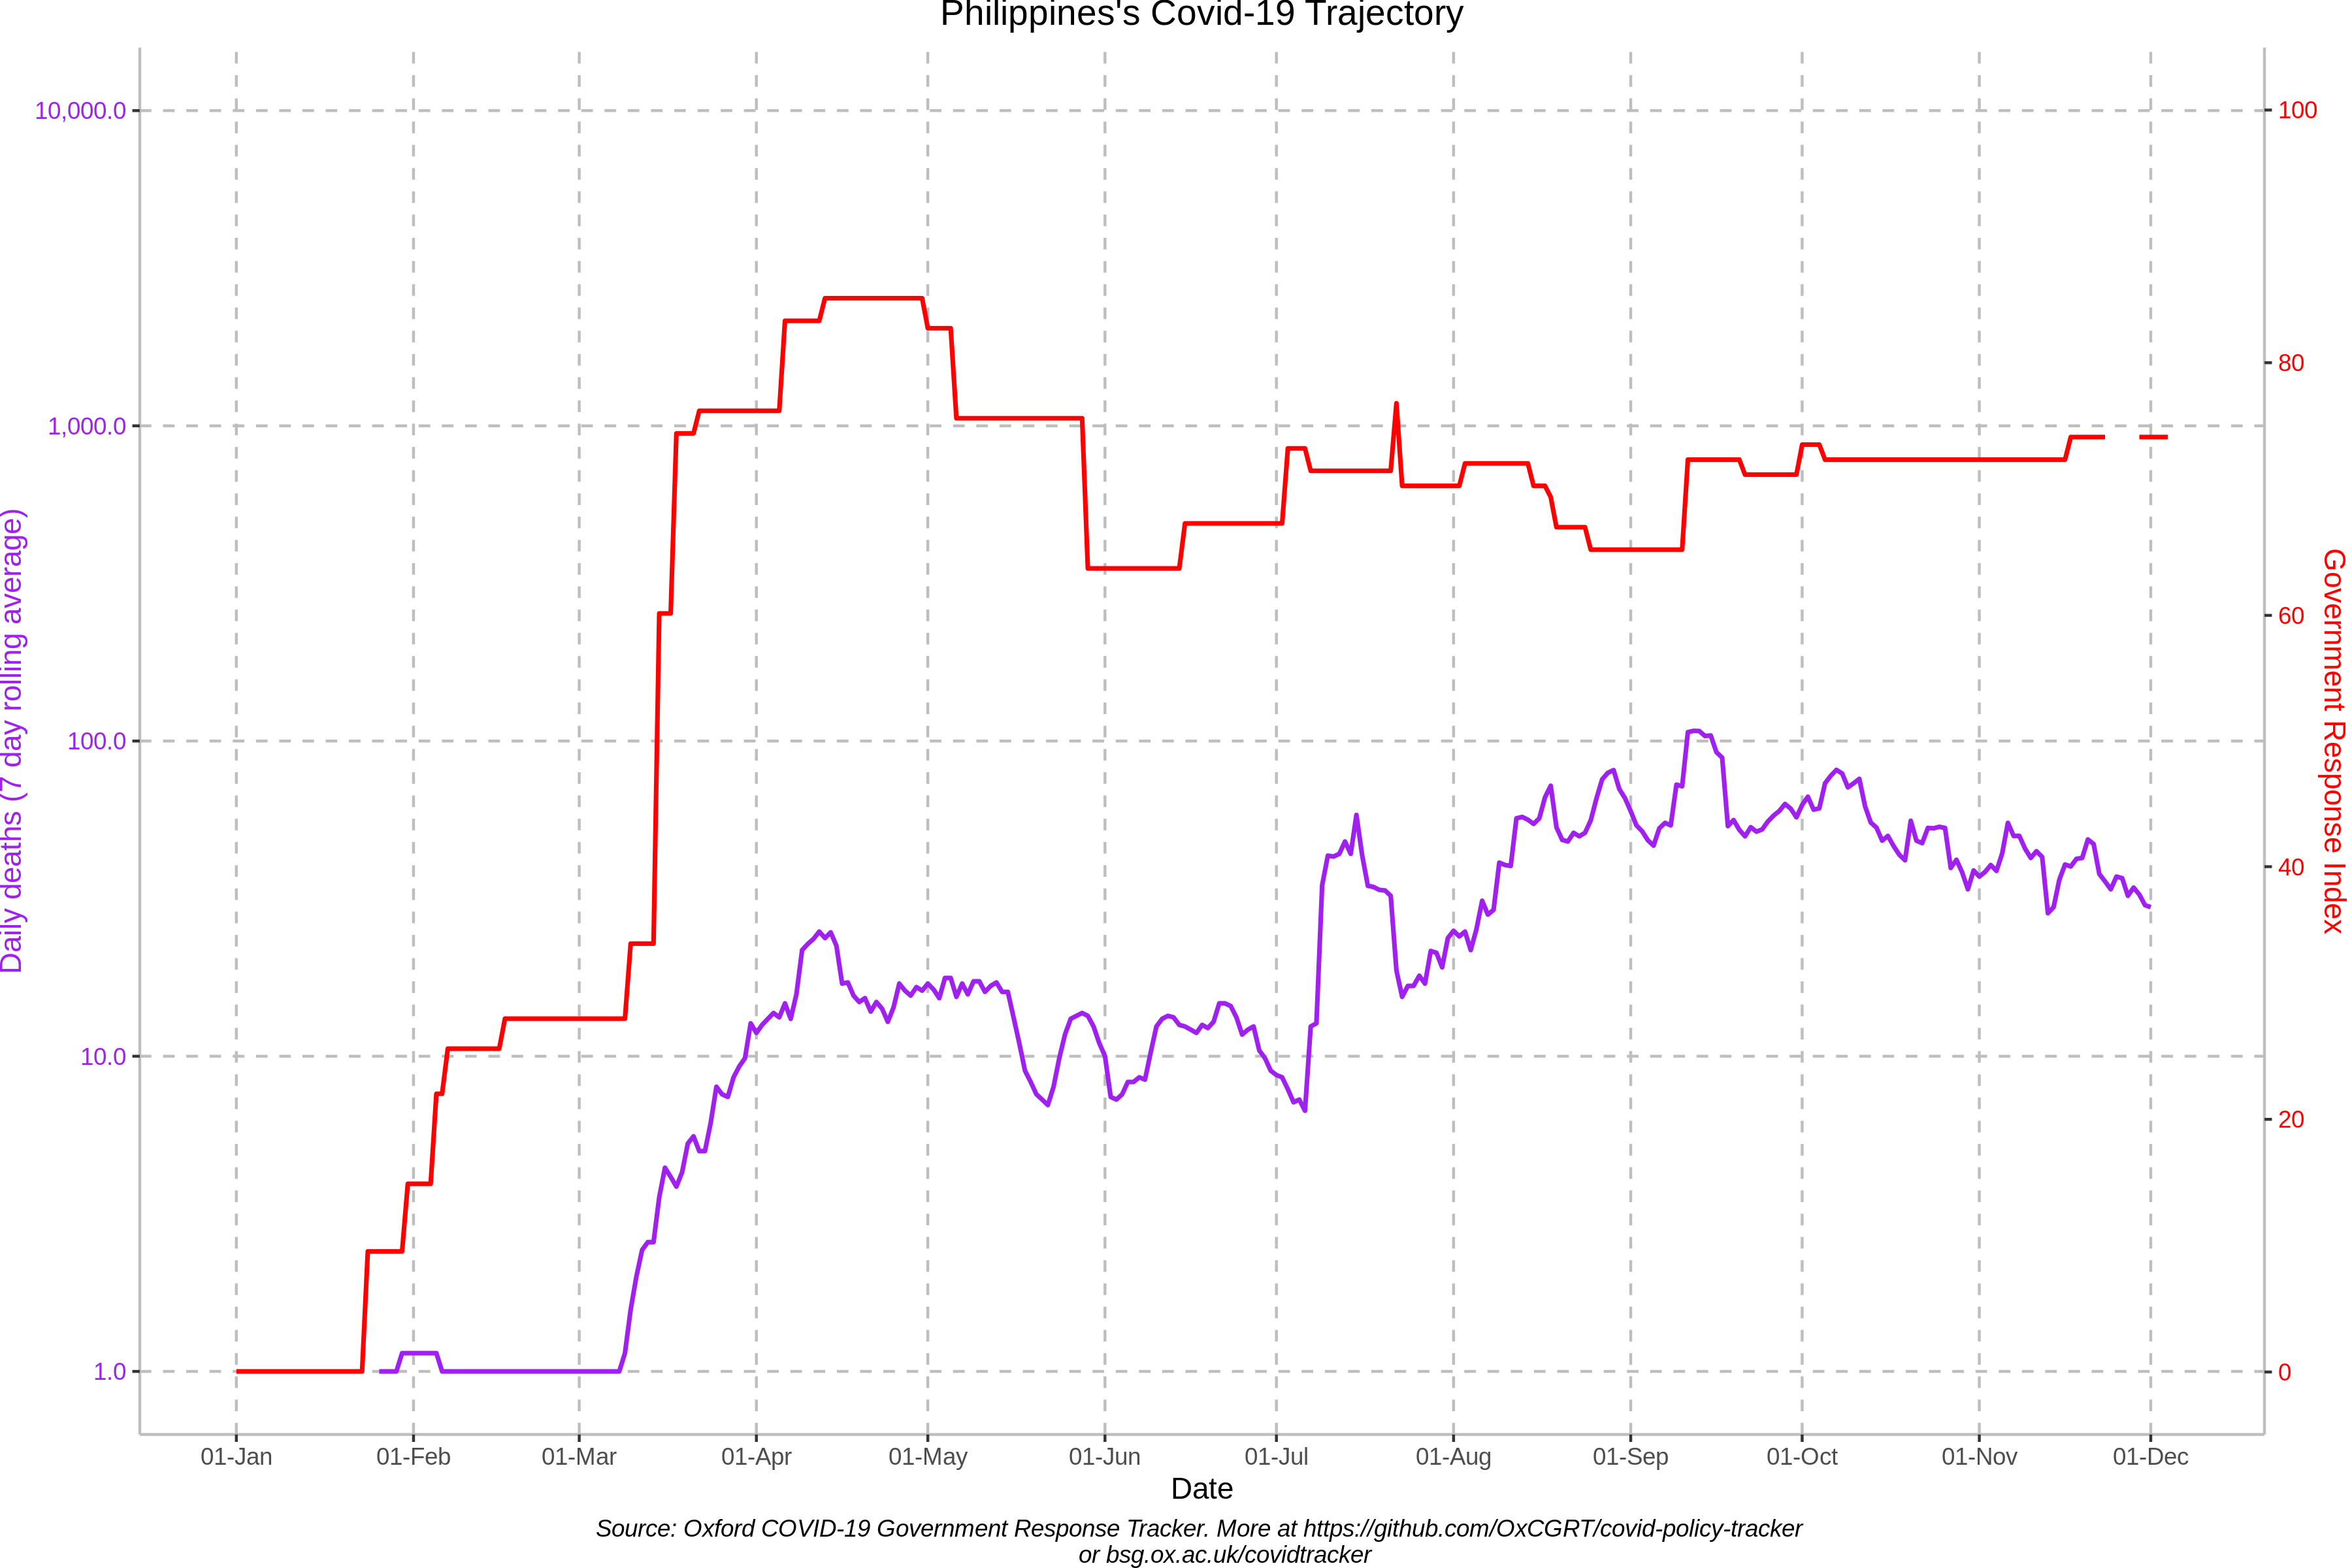 Philippines's Covid-19 Trajectory
10,000.0
1,000.0
100.0
10.0
1.0
Daily deaths (7 day rolling average)
100
80
60
40
20
0
Government Response Index
01-Jan 01-Feb 01-Mar 01-Apr 01-May 01-Jun 01-Jul 01-Aug 01-Sep 01-Oct 01-Nov 01-Dec
Date
Source: Oxford COVID-19 Government Response Tracker. More at https://github.com/OxCGRT/covid-policy-tracker
or bsg.ox.ac.uk/covidtracker